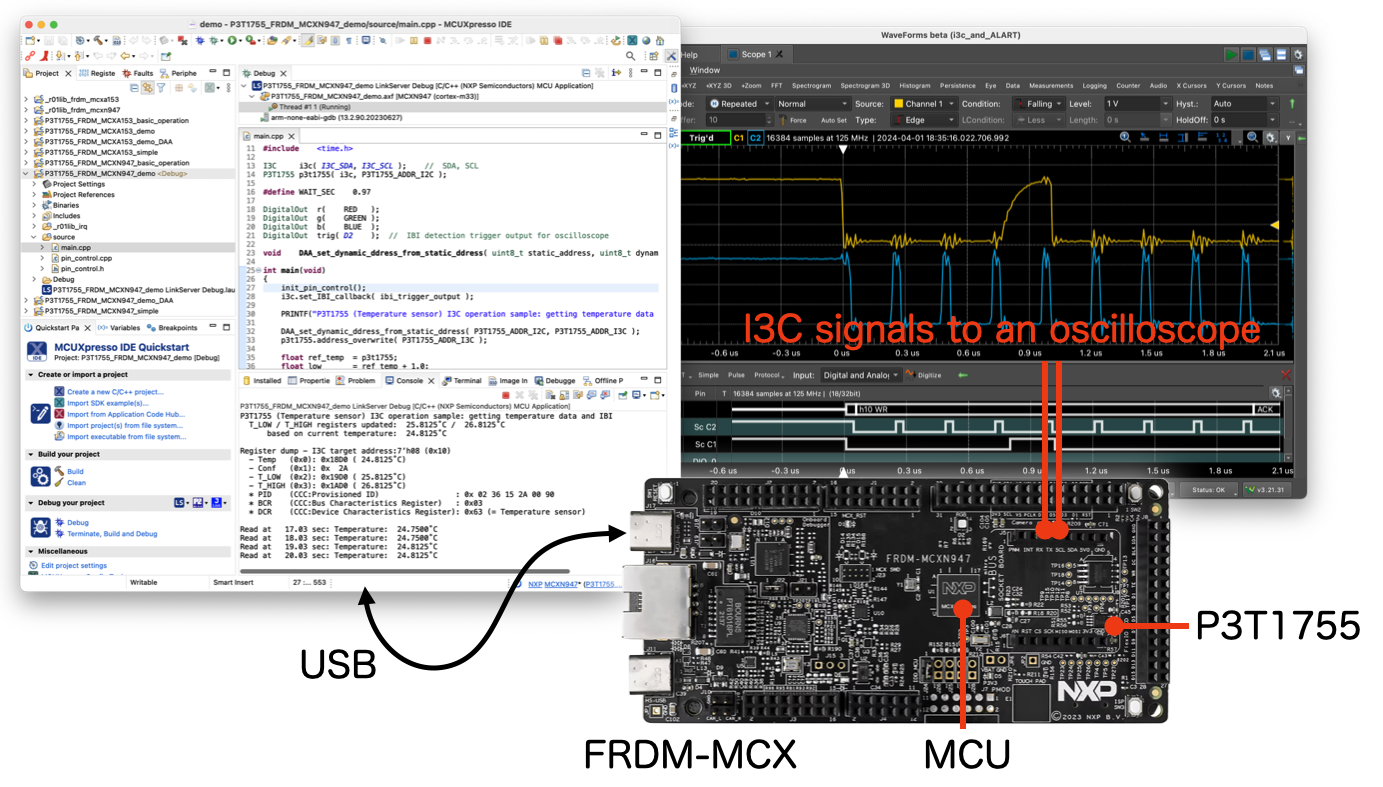 demo - P3T1755_FRDM_MCXN947_demo/source/main.cpp - MCUXpresso IDE
Project
Registe
Faults
Periphe
_r01lib_frdm_mcxa153
_r01lib_frdm_mcxn947
P3T1755_FRDM_MCXA153_basic_operation
P3T1755_FRDM_MCXA153_demo
P3T1755_FRDM_MCXA153_demo_DAA
P3T1755_FRDM_MCXA153_simple
P3T1755_FRDM_MCXN947_basic_operation
P3T1755_FRDM_MCXN947_demo <Debug>
Project Settings
Project References
Binaries
Includes
_r01lib_irq
source
main.cpp
pin_control.cpp
pin_control.h
Debug
P3T1755_FRDM_MCXN947_demo LinkServer Debug.lau
P3T1755_FRDM_MCXN947_demo_DAA
P3T1755_FRDM_MCXN947_simple
Quickstart Pa
Variables
Breakpoints
MCUXpresso IDE Quickstart
Project: P3T1755_FRDM_MCXN947_demo [Debug]
Create or import a project
Create a new C/C++ project...
Import SDK example(s)...
Import from Application Code Hub...
Import project(s) from file system...
Import executable from file system...
Build your project
Build
Clean
Debug your project
Debug
Terminate, Build and Debug
Miscellaneous
Edit project settings
Debug
P3T1755_FRDM_MCXN947_demo LinkServer Debug [C/C++ (NXP Semiconductors) MCU Application]
P3T1755_FRDM_MCXN947_demo.axf [MCXN947 (cortex-m33)]
Thread #1 1 (Running)
arm-none-eabi-gdb (13.2.90.20230627)
main.cpp
11 #include <time.h>
12
13 I3C i3c( I3C_SDA, I3C_SCL ); // SDA, SCL
14 P3T1755 p3t1755( i3c, P3T1755_ADDR_I2C );
15
16 #define WAIT_SEC 0.97
17
18 DigitalOut r( RED );
19 DigitalOut g( GREEN );
20 DigitalOut b( BLUE );
21 DigitalOut trig( D2 ); // IBI detection trigger output for oscilloscope
22
23 void DAA_set_dynamic_ddress_from_static_ddress( uint8_t static_address, uint8_t dynam
24
25 int main(void)
26 {
27 init_pin_control();
28 i3c.set_IBI_callback( ibi_trigger_output );
29
30 PRINTF("P3T1755 (Temperature sensor) I3C operation sample: getting temperature data
31
32 DAA_set_dynamic_ddress_from_static_ddress( P3T1755_ADDR_I2C, P3T1755_ADDR_I3C );
33 p3t1755.address_overwrite( P3T1755_ADDR_I3C );
34
35 float ref_temp = p3t1755;
36 float low = ref_temp + 1.0;
Installed
Propertie
Problem
Console
Terminal
Image In
Debugge
Offline P
P3T1755_FRDM_MCXN947_demo LinkServer Debug [C/C++ (NXP Semiconductors) MCU Application]
P3T1755 (Temperature sensor) I3C operation sample: getting temperature data and IBI
T_LOW / T_HIGH registers updated: 25.8125˚C / 26.8125˚C
based on current temperature: 24.8125˚C
Register dump - I3C target address:7'h08 (0x10)
- Temp (0x0): 0x18D0 ( 24.8125˚C)
- Conf (0x1): 0x 2A
- T_LOW (0x2): 0x19D0 ( 25.8125˚C)
- T_HIGH (0x3): 0x1AD0 ( 26.8125˚C)
* PID (CCC:Provisioned ID) : 0x 02 36 15 2A 00 90
* BCR (CCC:Bus Characteristics Register) : 0x03
* DCR (CCC:Device Characteristics Register): 0x63 (= Temperature sensor)
Read at 17.03 sec: Temperature: 24.7500˚C
Read at 18.03 sec: Temperature: 24.7500˚C
Read at 19.03 sec: Temperature: 24.8125˚C
Read at 20.03 sec: Temperature: 24.8125˚C
Writable
Smart Insert
27 : ... 553
NXP MCXN947* (P3T1755...
WaveForms beta (i3c_and_ALART)
Help
Scope 1
Window
+XYZ +3D +Zoom FFT Spectrogram Spectrogram 3D Histogram Persistence Eye Data Measurements Logging Counter Audio X Cursors Y Cursors Notes
Repeated Normal Source: Channel 1 Condition: Falling Level: 1 V Hyst.: Auto
10 Force Auto Set Type: Edge LCondition: Less Length: 0 s HoldOff: 0 s
Trig'd C1 C2 16384 samples at 125 MHz | 2024-04-01 18:35:16.022.706.992
I3C signals to an oscilloscope
-0.6 us -0.3 us 0 us 0.3 us 0.6 us 0.9 us 1.2 us 1.5 us 1.8 us 2.1 us
Simple Pulse Protocol Input: Digital and Analog Digitize
Pin T 16384 samples at 125 MHz | (18/32bit)
h10 WR ACK
Sc C2
Sc C1
DIO 0
-0.6 us -0.3 us 0 us 0.3 us 0.6 us 0.9 us 1.2 us 1.5 us 1.8 us 2.1 us
Status: OK v3.21.31
FRDM-MCXN947
NXP
NXP
©2023 NXP B.V.
P3T1755
USB
FRDM-MCX
MCU